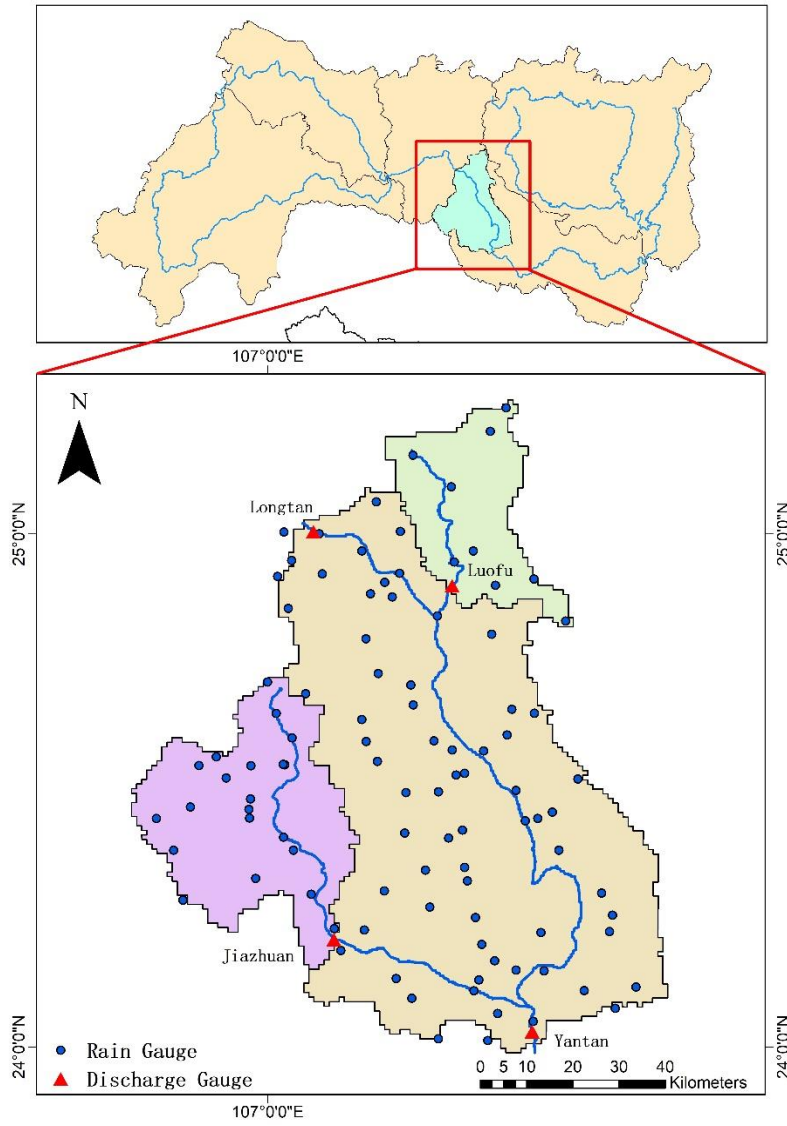 107°0'0"E
N
Longtan
25°0'0"N
25°0'0"N
Luofu
Jiazhuan
Yantan
24°0'0"N
24°0'0"N
Rain Gauge
Discharge Gauge
0 5 10 20 30 40
Kilometers
107°0'0"E